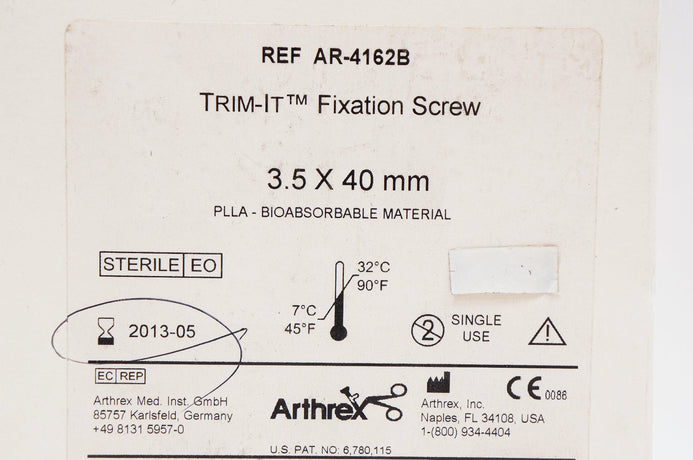 REF AR-4162B
TRIM-IT™ Fixation Screw
3.5 X 40 mm
PLLA - BIOABSORBABLE MATERIAL
STERILE EO
32°C
90°F
7°C
45°F
2013-05
2
SINGLE
USE
EC REP
Arthrex Med. Inst. GmbH
85757 Karlsfeld, Germany
+49 8131 5957-0
Arthrex
Arthrex, Inc.
Naples, FL 34108, USA
1-(800) 934-4404
CE 0086
U.S. PAT. NO: 6,780,115